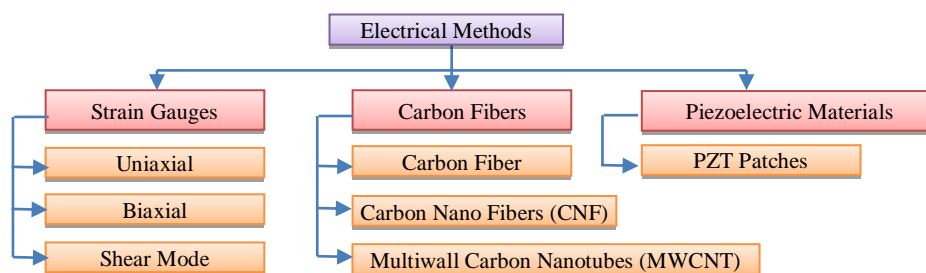 Electrical Methods
Strain Gauges
Uniaxial
Biaxial
Shear Mode
Carbon Fibers
Carbon Fiber
Carbon Nano Fibers (CNF)
Multiwall Carbon Nanotubes (MWCNT)
Piezoelectric Materials
PZT Patches